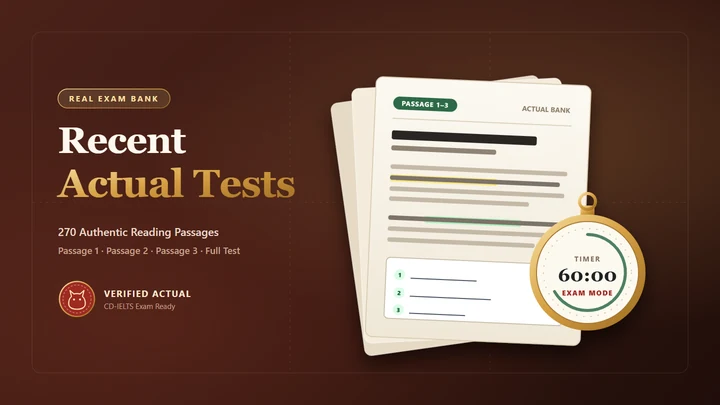 REAL EXAM BANK
Recent
Actual Tests
270 Authentic Reading Passages
Passage 1 · Passage 2 · Passage 3 · Full Test
VERIFIED ACTUAL
CD-IELTS Exam Ready
PASSAGE 1–3
ACTUAL BANK
1
2
3
TIMER
60:00
EXAM MODE